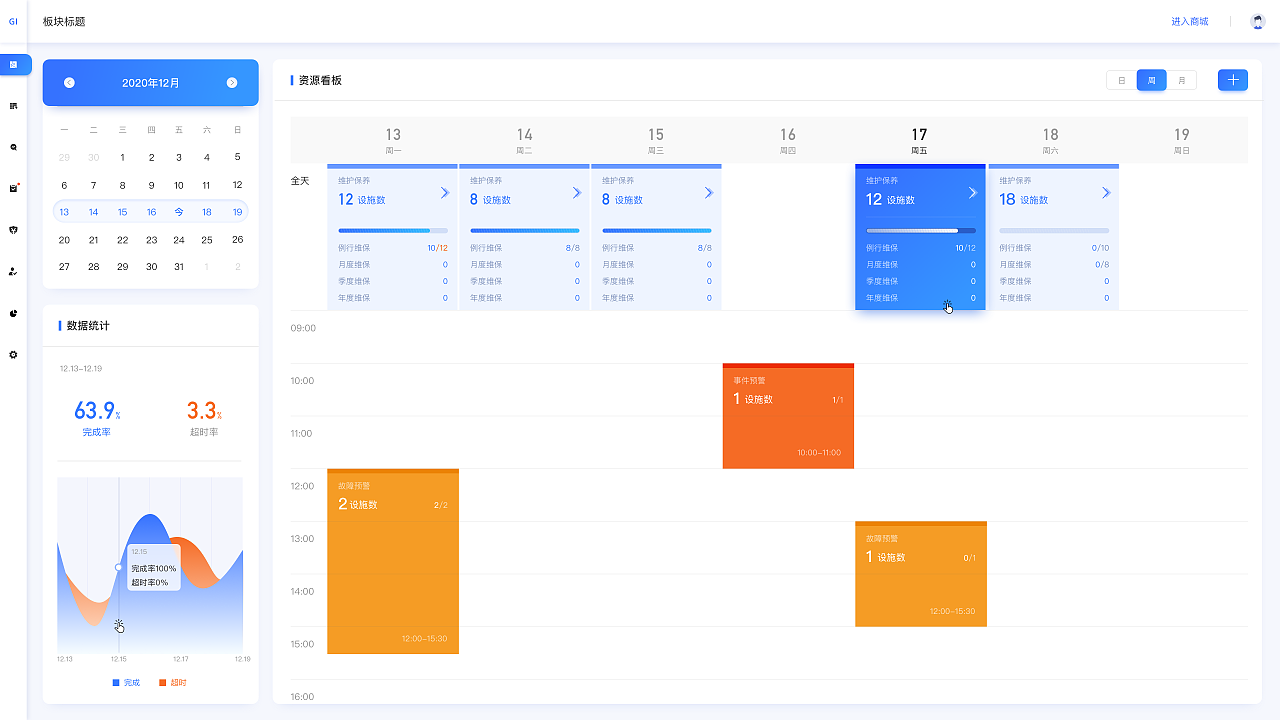 GI
板块标题
进入商城
2020年12月
一 二 三 四 五 六 日
29 30 1 2 3 4 5
6 7 8 9 10 11 12
13 14 15 16 今 18 19
20 21 22 23 24 25 26
27 28 29 30 31 1 2
数据统计
12.13-12.19
63.9% 3.3%
完成率 超时率
12.15
完成率100%
超时率0%
12.13 12.15 12.17 12.19
完成 超时
资源看板
日 周 月
13 14 15 16 17 18 19
周一 周二 周三 周四 周五 周六 周日
全天
维护保养
12 设施数
例行维保 10/12
月度维保 0
季度维保 0
年度维保 0
维护保养
8 设施数
例行维保 8/8
月度维保 0
季度维保 0
年度维保 0
维护保养
8 设施数
例行维保 8/8
月度维保 0
季度维保 0
年度维保 0
维护保养
12 设施数
例行维保 10/12
月度维保 0
季度维保 0
年度维保 0
维护保养
18 设施数
例行维保 0/10
月度维保 0/8
季度维保 0
年度维保 0
09:00
10:00
事件预警
1 设施数 1/1
10:00-11:00
11:00
12:00
故障预警
2 设施数 2/2
12:00-15:30
13:00
故障预警
1 设施数 0/1
12:00-15:30
14:00
15:00
16:00